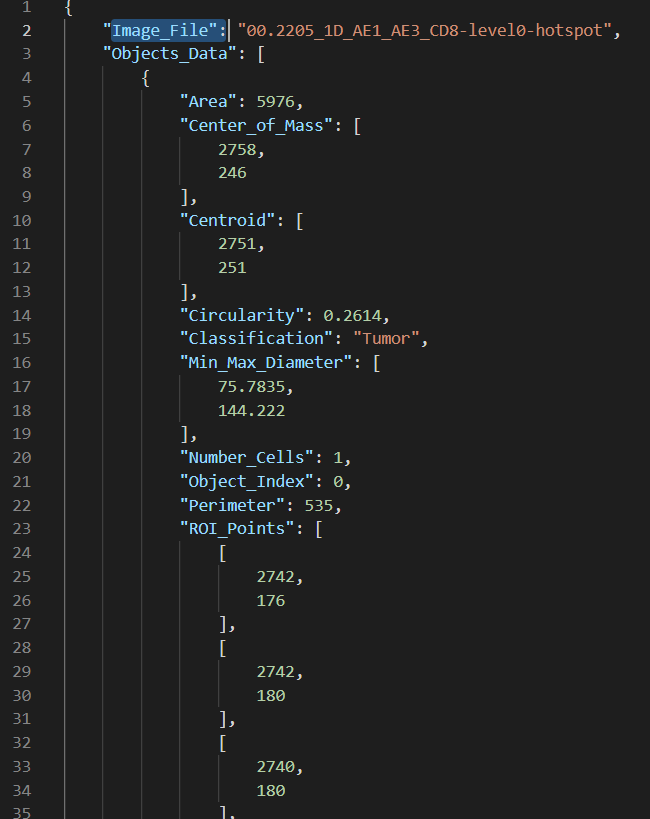 1 {
2 "Image_File": "00.2205_1D_AE1_AE3_CD8-level0-hotspot",
3 "Objects_Data": [
4 {
5 "Area": 5976,
6 "Center_of_Mass": [
7 2758,
8 246
9 ],
10 "Centroid": [
11 2751,
12 251
13 ],
14 "Circularity": 0.2614,
15 "Classification": "Tumor",
16 "Min_Max_Diameter": [
17 75.7835,
18 144.222
19 ],
20 "Number_Cells": 1,
21 "Object_Index": 0,
22 "Perimeter": 535,
23 "ROI_Points": [
24 [
25 2742,
26 176
27 ],
28 [
29 2742,
30 180
31 ],
32 [
33 2740,
34 180
35 ],